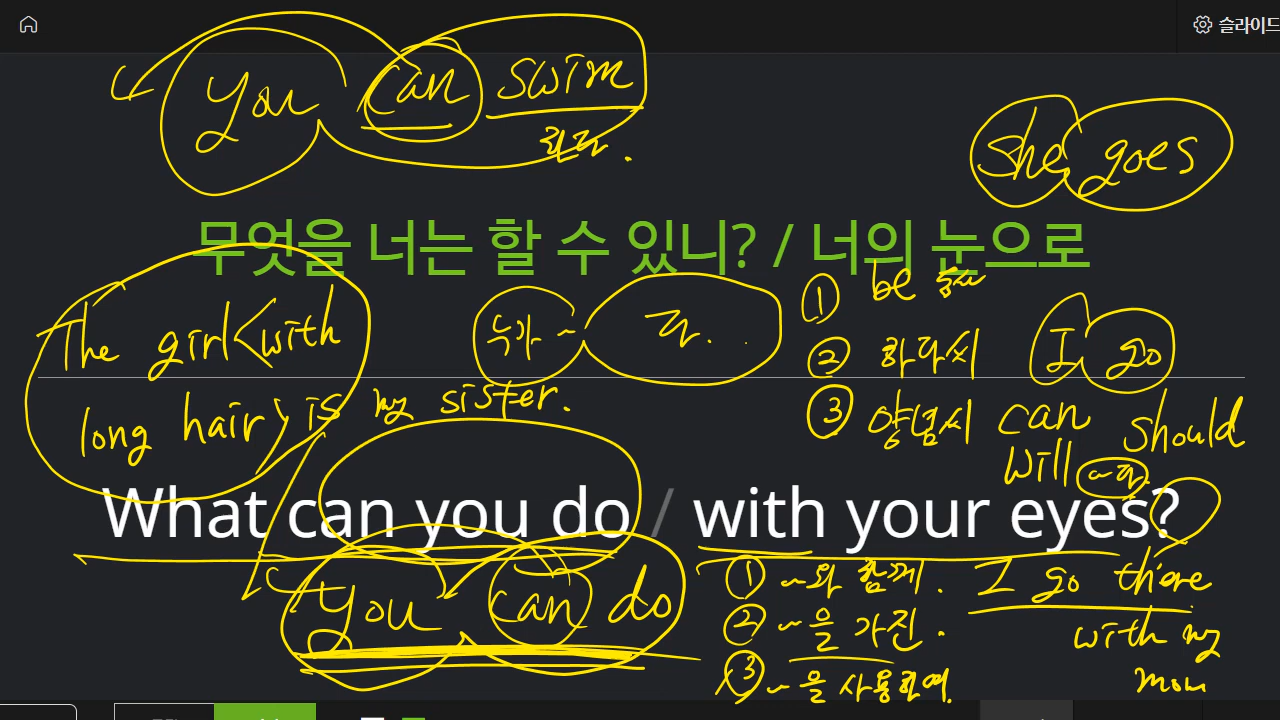 슬라이드
You can swim
한다.
She goes
무엇을 너는 할 수 있니? / 너의 눈으로
① be 동사
The girl <with
누가~
다.
② 하다씨 I go
long hair> is my sister.
③ 양념씨 can should
will ~다
What can you do / with your eyes?
You can do
① ~와 함께. I go there
② ~을 가진. with my
③ ~을 사용하여 mom